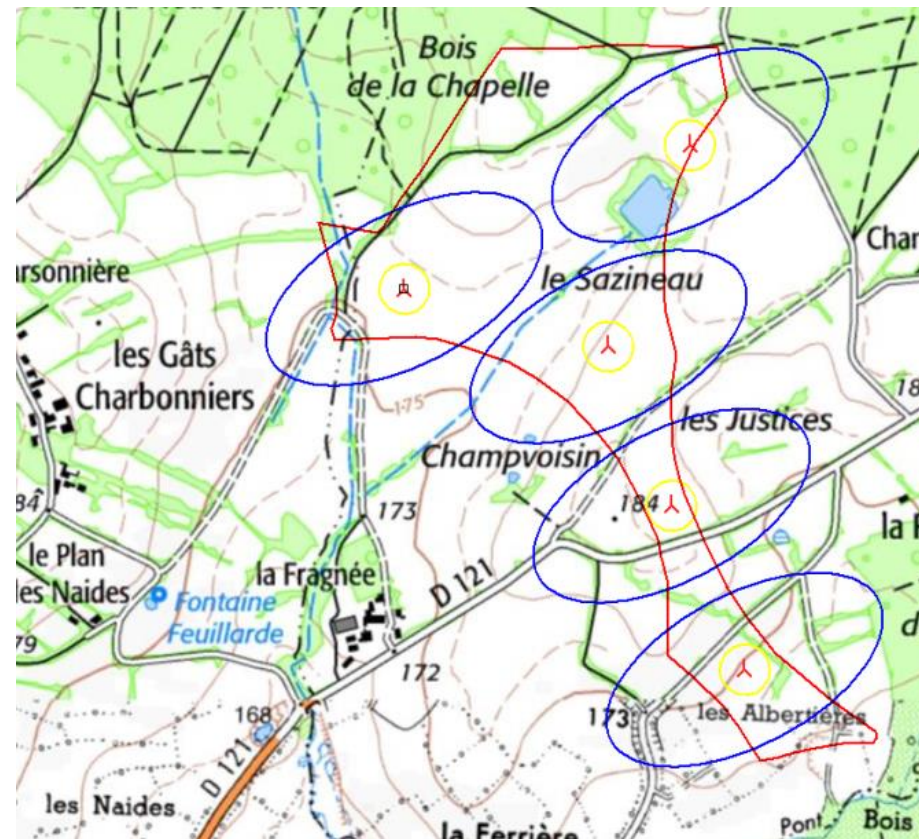 Bois
de la Chapelle
arsonnière
le Sazineau
Char
les Gâts
Charbonniers
175
18
les Justices
Champvoisin
184
173
84
la
le Plan
les Naides
la Fragnée
D 121
Fontaine
Feuillarde
79
172
d
168
173
les Albertières
D 121
les Naides
la Ferrière
Pont
Bois